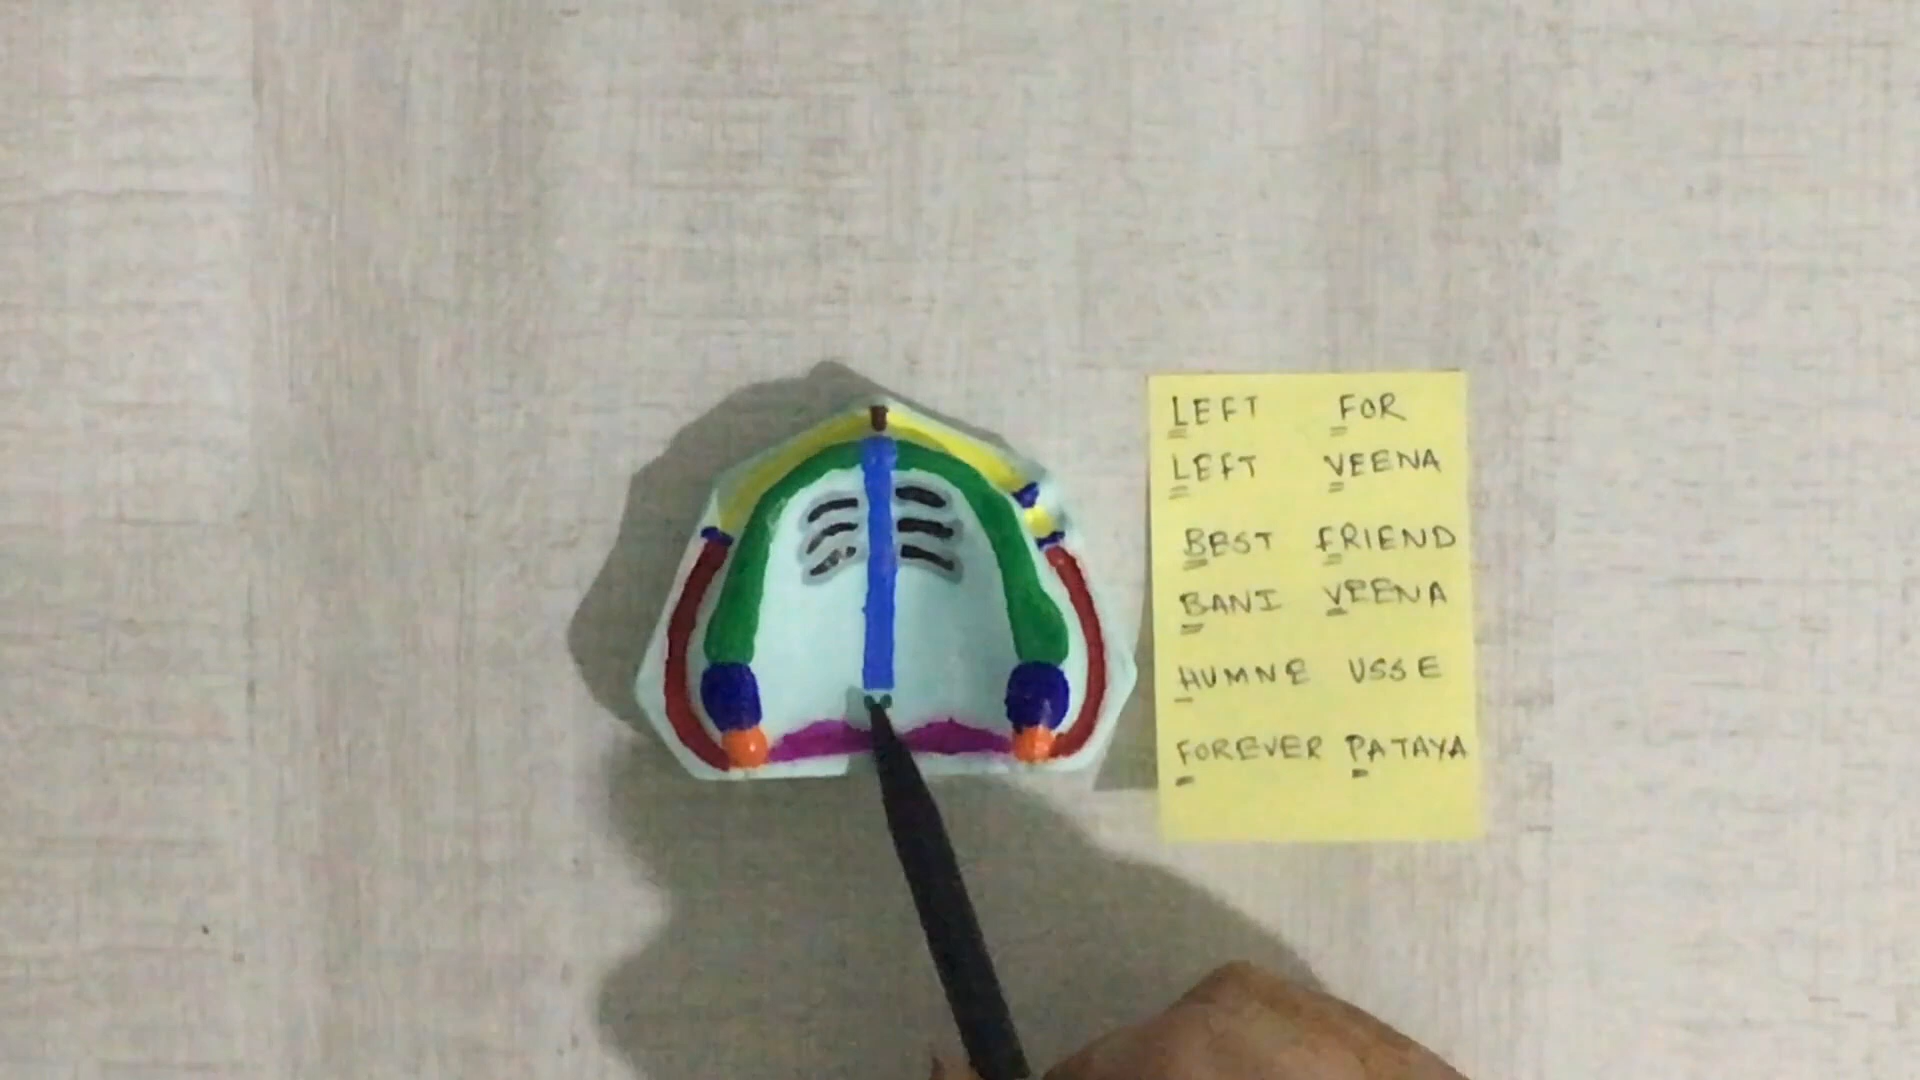 LEFT FOR
LEFT VEENA
BEST FRIEND
BANI VEENA
HUMNE USSE
FOREVER PATAYA